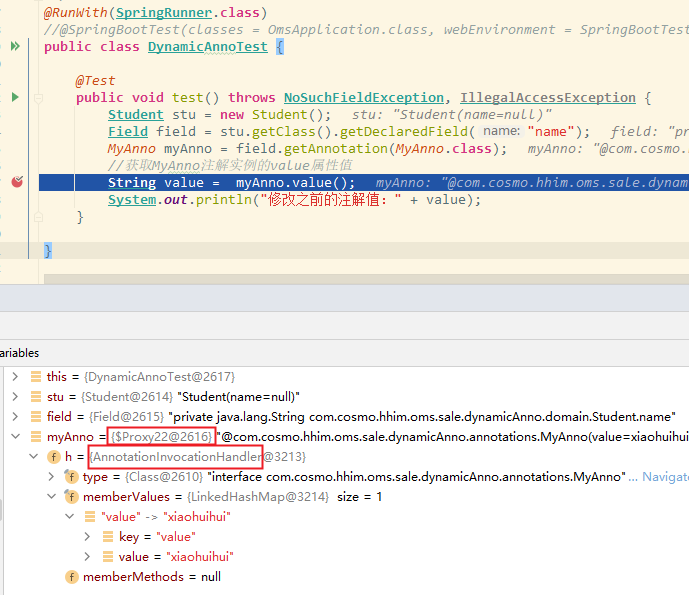 @RunWith(SpringRunner.class)
//@SpringBootTest(classes = OmsApplication.class, webEnvironment = SpringBootTest
public class DynamicAnnoTest {
@Test
public void test() throws NoSuchFieldException, IllegalAccessException {
Student stu = new Student(); stu: "Student(name=null)"
Field field = stu.getClass().getDeclaredField( name: "name"); field: "pr
MyAnno myAnno = field.getAnnotation(MyAnno.class); myAnno: "@com.co
//获取MyAnno注解实例的value属性值
String value = myAnno.value(); myAnno: "@com.cosmo.hhim.oms.sale.dynam
System.out.println("修改之前的注解值：" + value);
}
}
ariables
this = {DynamicAnnoTest@2617}
stu = {Student@2614} "Student(name=null)"
field = {Field@2615} "private java.lang.String com.cosmo.hhim.oms.sale.dynamicAnno.domain.Student.name"
myAnno = {$Proxy22@2616} "@com.cosmo.hhim.oms.sale.dynamicAnno.annotations.MyAnno(value=xiaohuihui
h = {AnnotationInvocationHandler@3213}
type = {Class@2610} "interface com.cosmo.hhim.oms.sale.dynamicAnno.annotations.MyAnno" ... Navigate
memberValues = {LinkedHashMap@3214} size = 1
"value" -> "xiaohuihui"
key = "value"
value = "xiaohuihui"
memberMethods = null